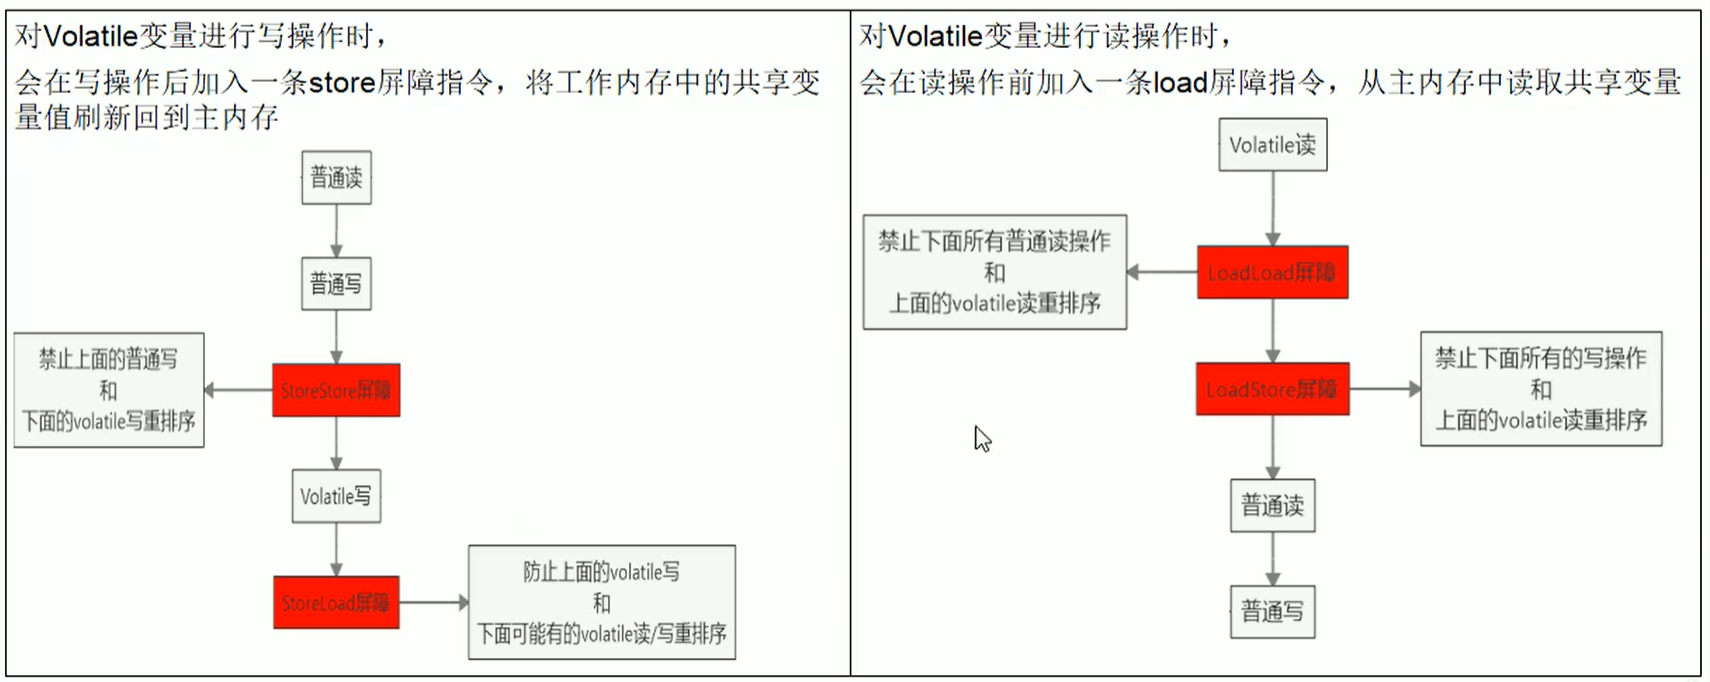 对Volatile变量进行写操作时，
会在写操作后加入一条store屏障指令，将工作内存中的共享变
量值刷新回到主内存
普通读
普通写
禁止上面的普通写
和
下面的volatile写重排序
StoreStore屏障
Volatile写
StoreLoad屏障
防止上面的volatile写
和
下面可能有的volatile读/写重排序
对Volatile变量进行读操作时，
会在读操作前加入一条load屏障指令，从主内存中读取共享变量
Volatile读
禁止下面所有普通读操作
和
上面的volatile读重排序
LoadLoad屏障
LoadStore屏障
禁止下面所有的写操作
和
上面的volatile读重排序
普通读
普通写